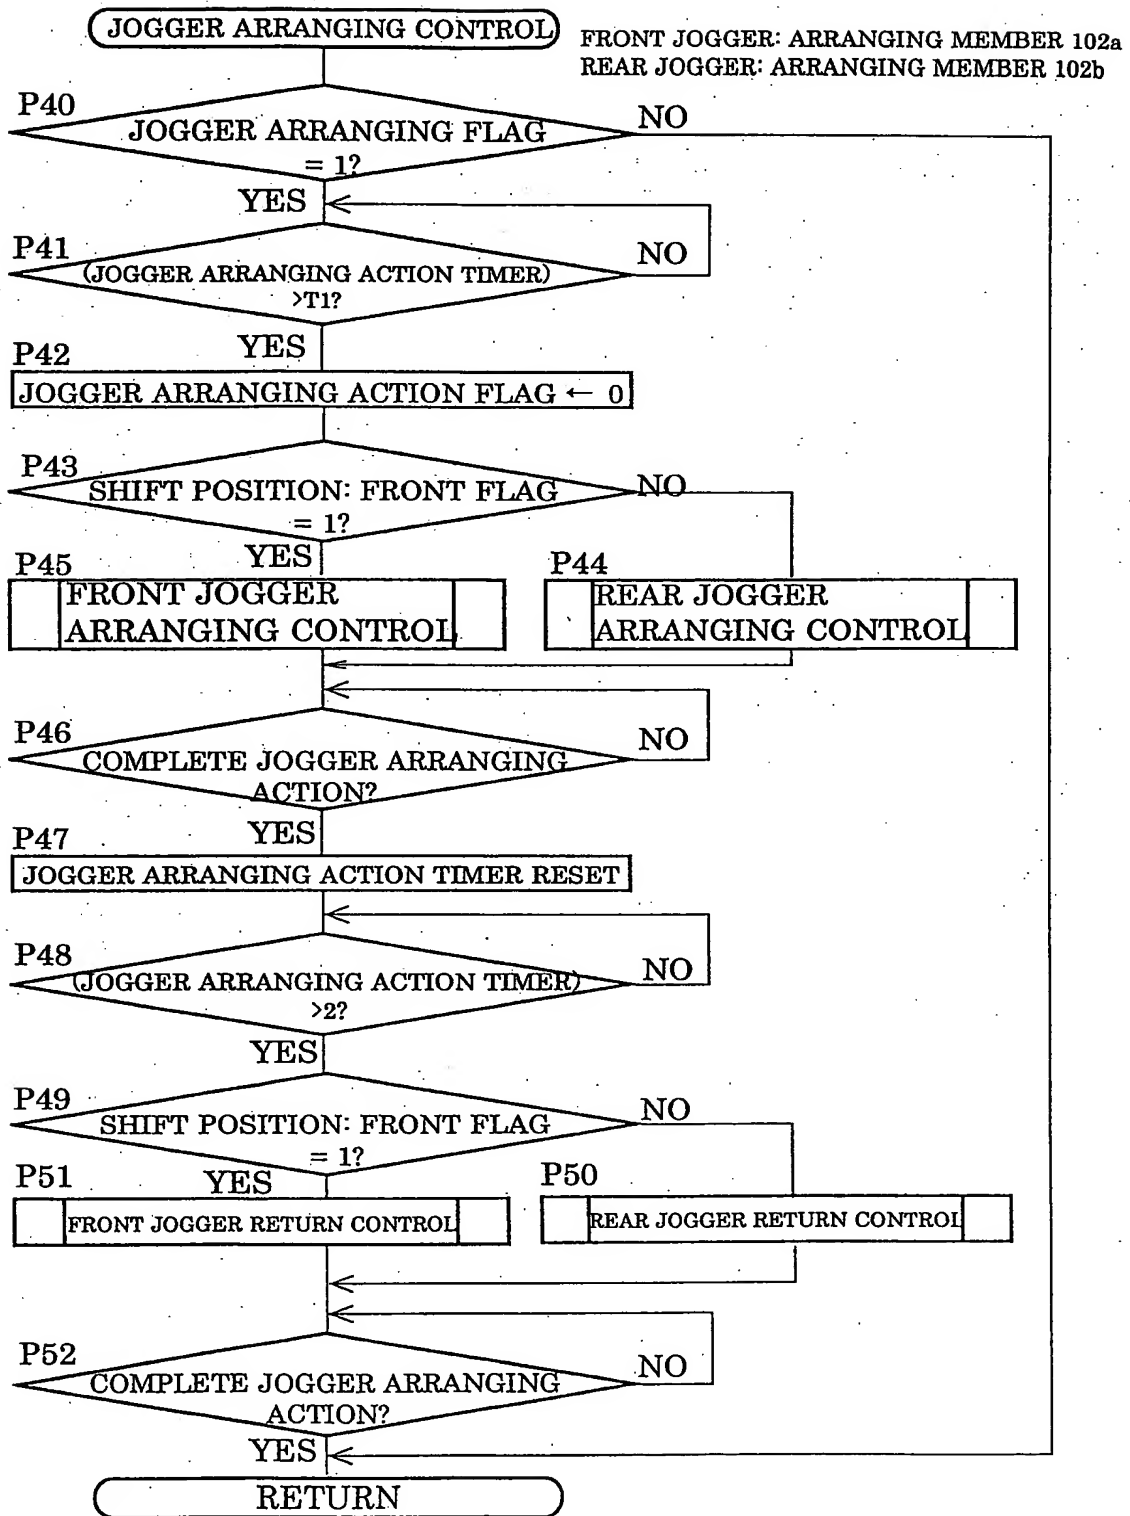 JOGGER ARRANGING CONTROL
FRONT JOGGER: ARRANGING MEMBER 102a
REAR JOGGER: ARRANGING MEMBER 102b
P40
JOGGER ARRANGING FLAG
= 1?
NO
YES
P41
(JOGGER ARRANGING ACTION TIMER)
>T1?
NO
YES
P42
JOGGER ARRANGING ACTION FLAG ← 0
P43
SHIFT POSITION: FRONT FLAG
= 1?
NO
YES
P45
FRONT JOGGER
ARRANGING CONTROL
P44
REAR JOGGER
ARRANGING CONTROL
P46
COMPLETE JOGGER ARRANGING
ACTION?
NO
YES
P47
JOGGER ARRANGING ACTION TIMER RESET
P48
(JOGGER ARRANGING ACTION TIMER)
>2?
NO
YES
P49
SHIFT POSITION: FRONT FLAG
= 1?
NO
YES
P51
FRONT JOGGER RETURN CONTROL
P50
REAR JOGGER RETURN CONTROL
P52
COMPLETE JOGGER ARRANGING
ACTION?
NO
YES
RETURN